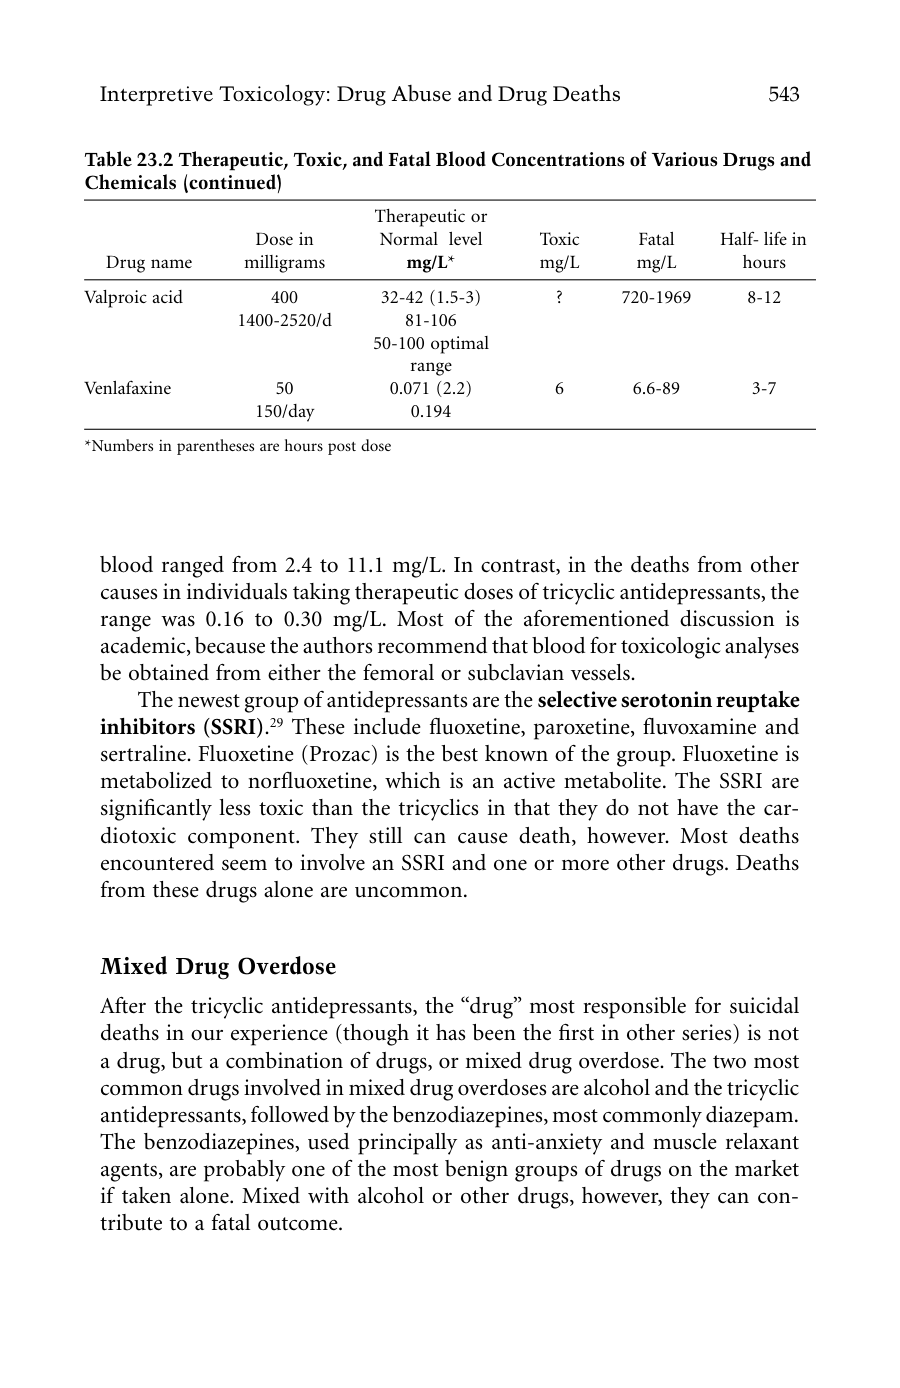 Interpretive Toxicology: Drug Abuse and Drug Deaths 543
Table 23.2 Therapeutic, Toxic, and Fatal Blood Concentrations of Various Drugs and
Chemicals (continued)
Therapeutic or
Dose in Normal level Toxic Fatal Half- life in
Drug name milligrams mg/L* mg/L mg/L hours
Valproic acid 400 32-42 (1.5-3) ? 720-1969 8-12
1400-2520/d 81-106
50-100 optimal
range
Venlafaxine 50 0.071 (2.2) 6 6.6-89 3-7
150/day 0.194
*Numbers in parentheses are hours post dose
blood ranged from 2.4 to 11.1 mg/L. In contrast, in the deaths from other
causes in individuals taking therapeutic doses of tricyclic antidepressants, the
range was 0.16 to 0.30 mg/L. Most of the aforementioned discussion is
academic, because the authors recommend that blood for toxicologic analyses
be obtained from either the femoral or subclavian vessels.
The newest group of antidepressants are the selective serotonin reuptake
inhibitors (SSRI).29 These include fluoxetine, paroxetine, fluvoxamine and
sertraline. Fluoxetine (Prozac) is the best known of the group. Fluoxetine is
metabolized to norfluoxetine, which is an active metabolite. The SSRI are
significantly less toxic than the tricyclics in that they do not have the car-
diotoxic component. They still can cause death, however. Most deaths
encountered seem to involve an SSRI and one or more other drugs. Deaths
from these drugs alone are uncommon.
Mixed Drug Overdose
After the tricyclic antidepressants, the “drug” most responsible for suicidal
deaths in our experience (though it has been the first in other series) is not
a drug, but a combination of drugs, or mixed drug overdose. The two most
common drugs involved in mixed drug overdoses are alcohol and the tricyclic
antidepressants, followed by the benzodiazepines, most commonly diazepam.
The benzodiazepines, used principally as anti-anxiety and muscle relaxant
agents, are probably one of the most benign groups of drugs on the market
if taken alone. Mixed with alcohol or other drugs, however, they can con-
tribute to a fatal outcome.